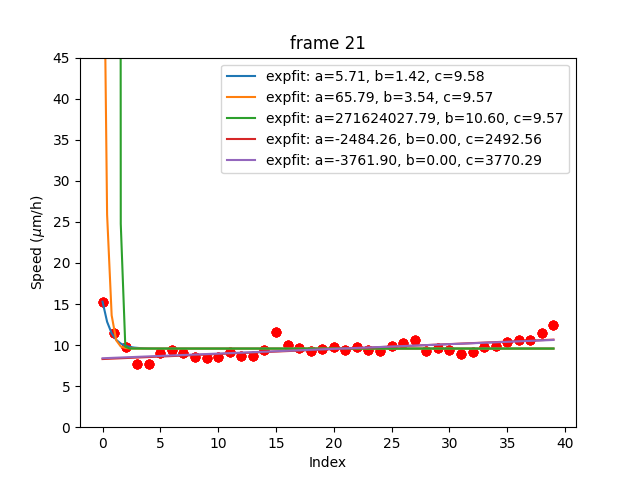 frame 21
expfit: a=5.71, b=1.42, c=9.58
expfit: a=65.79, b=3.54, c=9.57
expfit: a=271624027.79, b=10.60, c=9.57
expfit: a=-2484.26, b=0.00, c=2492.56
expfit: a=-3761.90, b=0.00, c=3770.29
Speed (μm/h)
45
40
35
30
25
20
15
10
5
0
0 5 10 15 20 25 30 35 40
Index